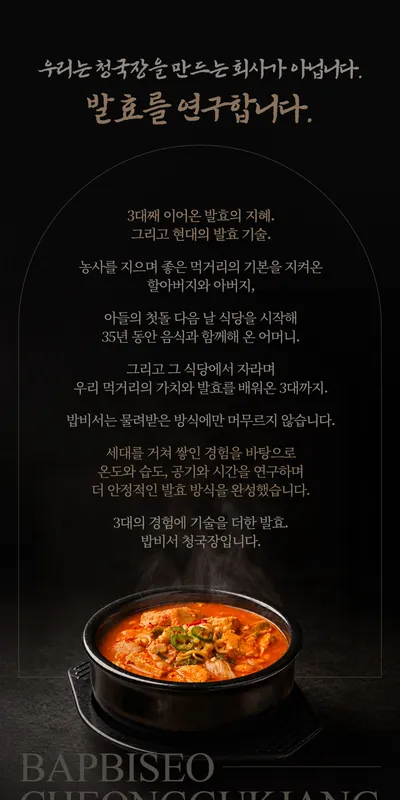 우리는 청국장을 만드는 회사가 아닙니다.
발효를 연구합니다.
3대째 이어온 발효의 지혜.
그리고 현대의 발효 기술.
농사를 지으며 좋은 먹거리의 기본을 지켜온
할아버지와 아버지,
아들의 첫돌 다음 날 식당을 시작해
35년 동안 음식과 함께해 온 어머니.
그리고 그 식당에서 자라며
우리 먹거리의 가치와 발효를 배워온 3대까지.
밥비서는 물려받은 방식에만 머무르지 않습니다.
세대를 거쳐 쌓인 경험을 바탕으로
온도와 습도, 공기와 시간을 연구하며
더 안정적인 발효 방식을 완성했습니다.
3대의 경험에 기술을 더한 발효.
밥비서 청국장입니다.
BAPBISEO
CHEONGGUKJANG